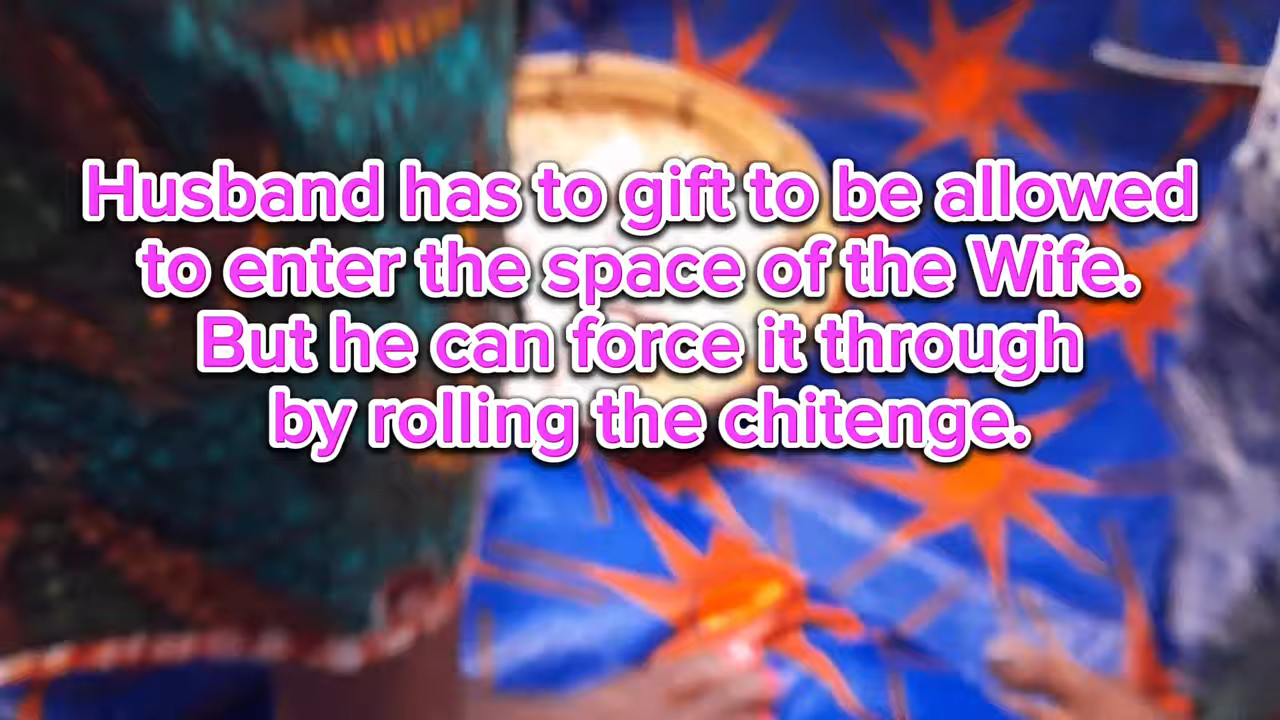 Husband has to gift to be allowed
to enter the space of the Wife.
But he can force it through
by rolling the chitenge.